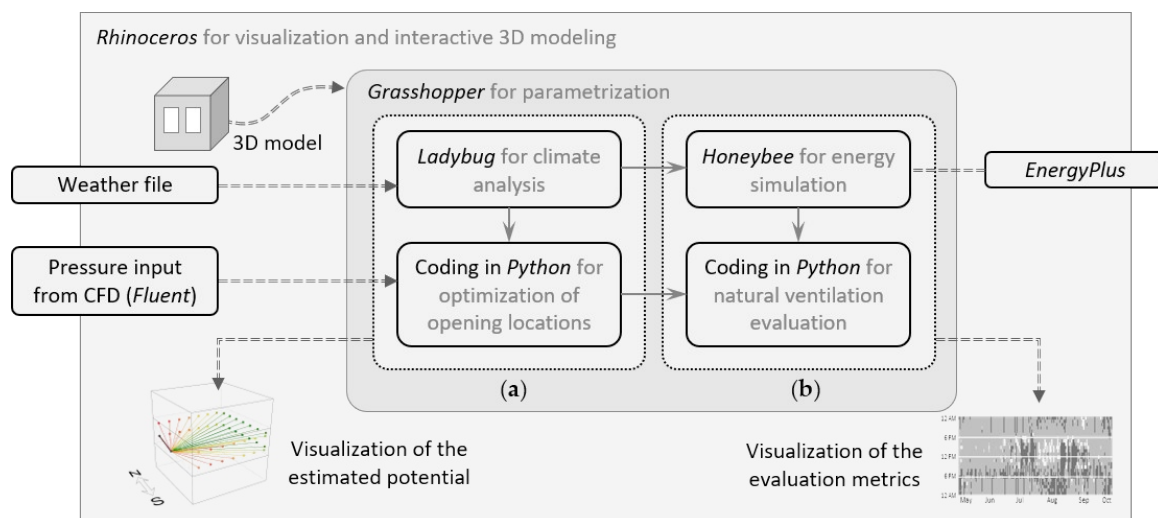 Rhinoceros for visualization and interactive 3D modeling
Grasshopper for parametrization
3D model
Ladybug for climate
analysis
Honeybee for energy
simulation
Weather file
EnergyPlus
Pressure input
from CFD (Fluent)
Coding in Python for
optimization of
opening locations
Coding in Python for
natural ventilation
evaluation
(a)
(b)
N
S
Visualization of the
estimated potential
Visualization of the
evaluation metrics
12 AM
6 PM
12 PM
6 AM
12 AM
May Jun Jul Aug Sep Oct